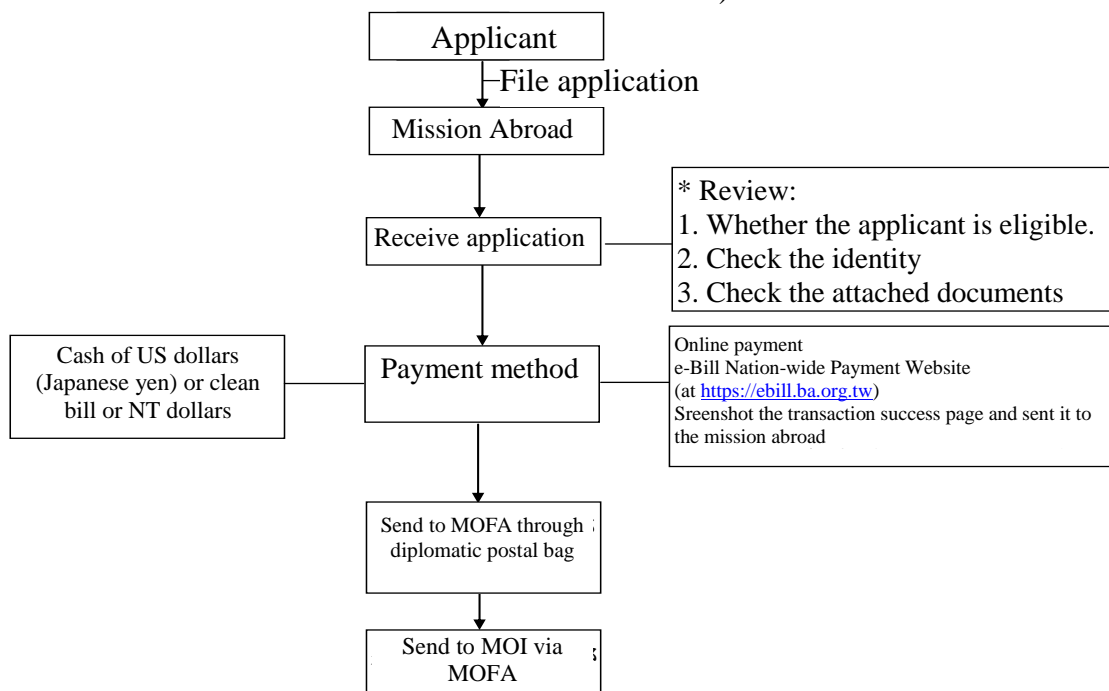 )
Applicant
File application
Mission Abroad
Receive application
* Review:
1. Whether the applicant is eligible.
2. Check the identity
3. Check the attached documents
Cash of US dollars
(Japanese yen) or clean
bill or NT dollars
Payment method
Online payment
e-Bill Nation-wide Payment Website
(at https://ebill.ba.org.tw)
Sreenshot the transaction success page and sent it to
the mission abroad
Send to MOFA through
diplomatic postal bag
Send to MOI via
MOFA